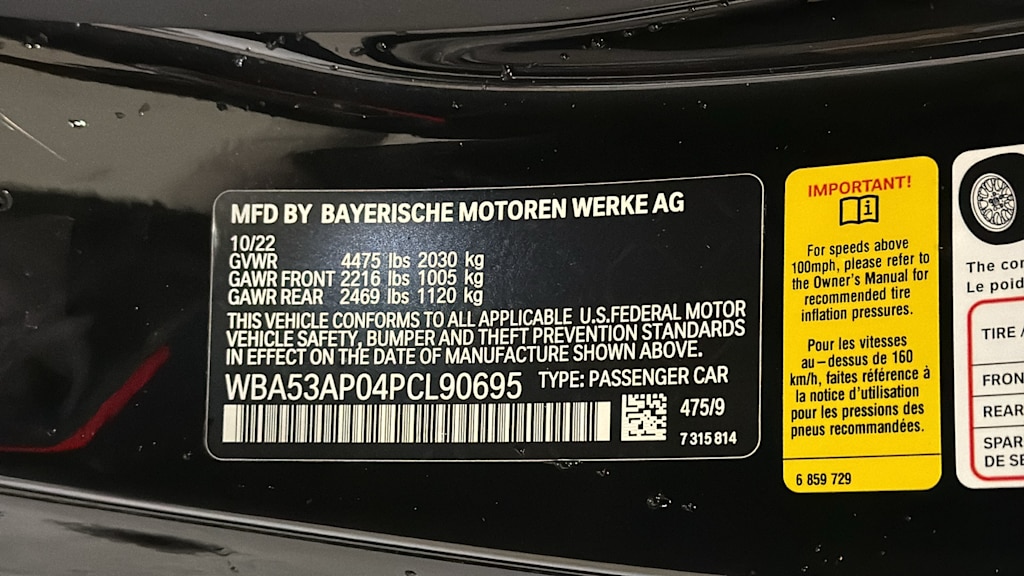 MFD BY BAYERISCHE MOTOREN WERKE AG
10/22
GVWR 4475 lbs 2030 kg
GAWR FRONT 2216 lbs 1005 kg
GAWR REAR 2469 lbs 1120 kg
THIS VEHICLE CONFORMS TO ALL APPLICABLE U.S.FEDERAL MOTOR
VEHICLE SAFETY, BUMPER AND THEFT PREVENTION STANDARDS
IN EFFECT ON THE DATE OF MANUFACTURE SHOWN ABOVE.
WBA53AP04PCL90695 TYPE: PASSENGER CAR
475/9
7 315 814
IMPORTANT!
For speeds above
100mph, please refer to
the Owner's Manual for
recommended tire
inflation pressures.
Pour les vitesses
au-dessus de 160
km/h, faites référence à
la notice d'utilisation
pour les pressions des
pneus recommandées.
6 859 729
The
Le
TIRE
REAR
DE